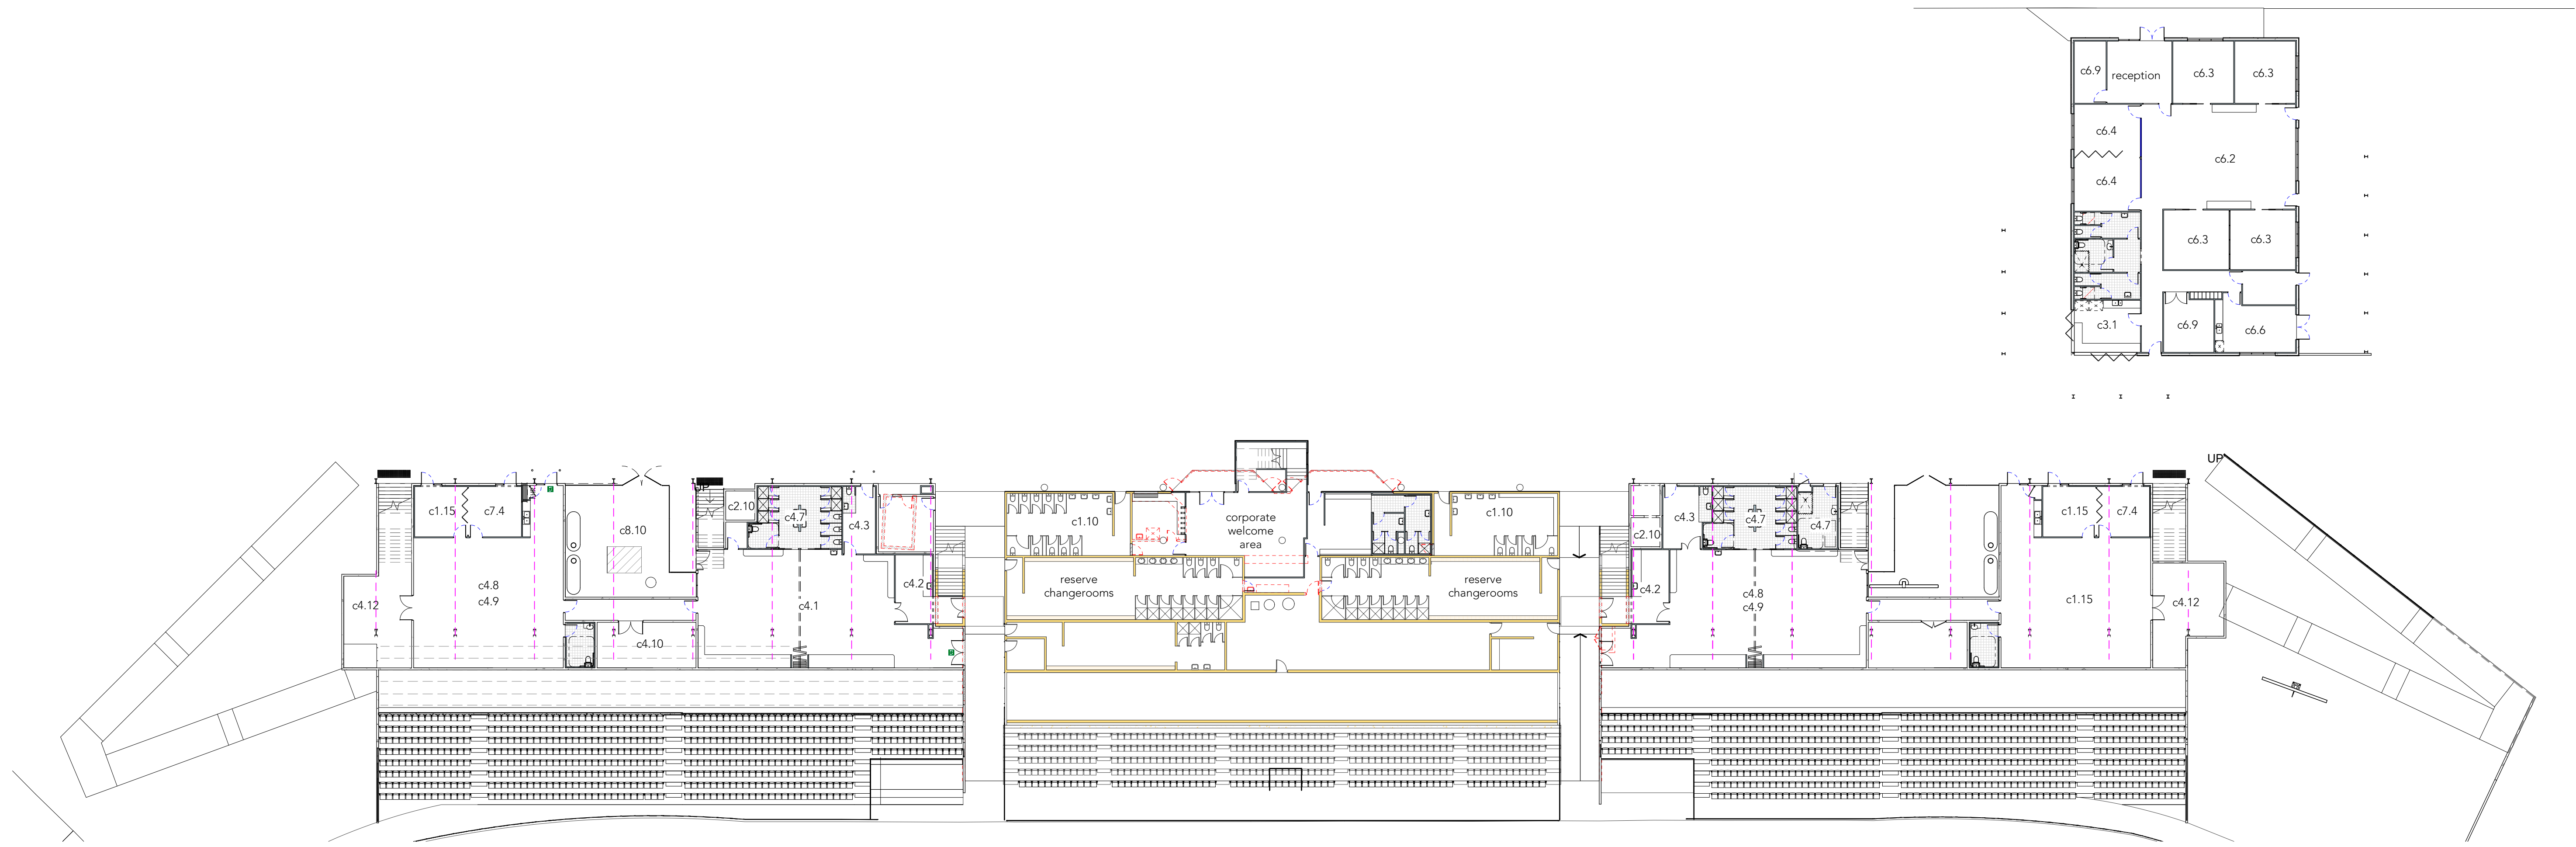 c6.9
reception
c6.3
c6.3
c6.4
c6.2
c6.4
c6.3
c6.3
c3.1
c6.9
c6.6
UP
UP
c1.15
c7.4
c8.10
c2.10
c4.7
c4.3
c1.10
corporate
welcome
area
c1.10
c2.10
c4.3
c4.7
c4.7
c1.15
c7.4
c4.12
c4.8
c4.9
c4.10
c4.1
c4.2
reserve
changerooms
reserve
changerooms
c4.2
c4.8
c4.9
c1.15
c4.12